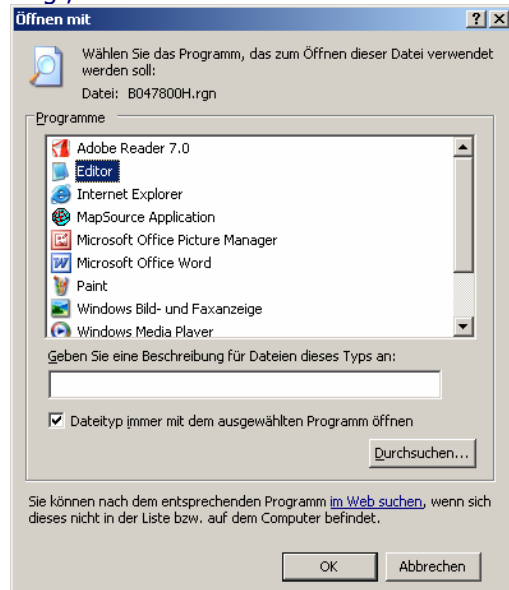 Öffnen mit
Wählen Sie das Programm, das zum Öffnen dieser Datei verwendet
werden soll:
Datei: B047800H.rgn
Programme
Adobe Reader 7.0
Editor
Internet Explorer
MapSource Application
Microsoft Office Picture Manager
Microsoft Office Word
Paint
Windows Bild- und Faxanzeige
Windows Media Player
Geben Sie eine Beschreibung für Dateien dieses Typs an:
Dateityp immer mit dem ausgewählten Programm öffnen
Durchsuchen...
Sie können nach dem entsprechenden Programm im Web suchen, wenn sich
dieses nicht in der Liste bzw. auf dem Computer befindet.
OK
Abbrechen